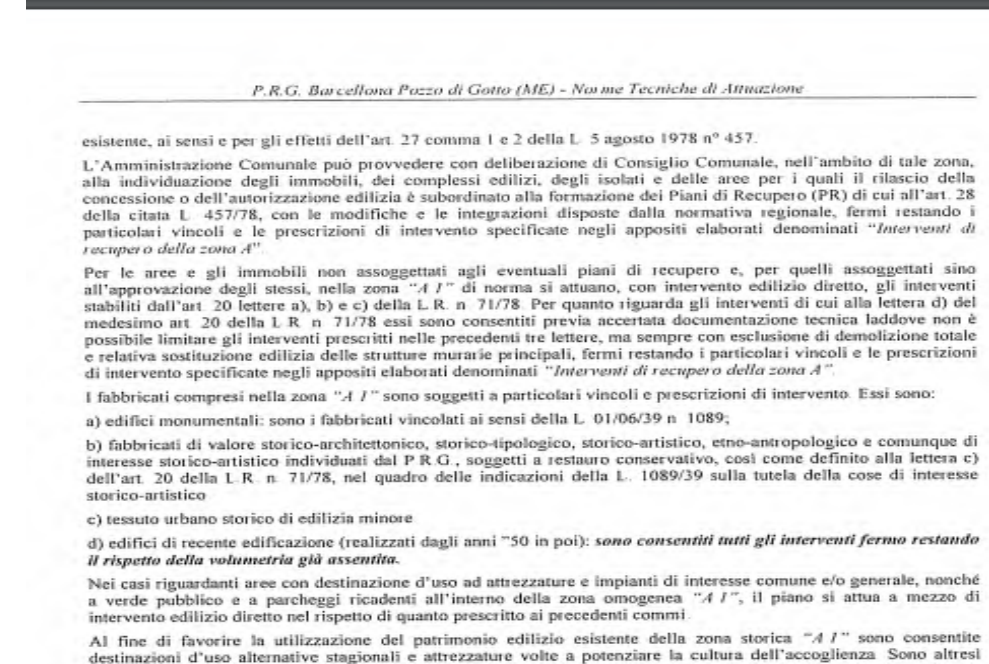 P.R.G. Barcellona Pozzo di Gotto (ME) - Norme Tecniche di Attuazione
esistente, ai sensi e per gli effetti dell'art. 27 comma 1 e 2 della L. 5 agosto 1978 n° 457.
L'Amministrazione Comunale può provvedere con deliberazione di Consiglio Comunale, nell'ambito di tale zona,
alla individuazione degli immobili, dei complessi edilizi, degli isolati e delle aree per i quali il rilascio della
concessione o dell'autorizzazione edilizia è subordinato alla formazione dei Piani di Recupero (PR) di cui all'art. 28
della citata L. 457/78, con le modifiche e le integrazioni disposte dalla normativa regionale, fermi restando i
particolari vincoli e le prescrizioni di intervento specificate negli appositi elaborati denominati "Interventi di
recupero della zona A".
Per le aree e gli immobili non assoggettati agli eventuali piani di recupero e, per quelli assoggettati sino
all'approvazione degli stessi, nella zona "A 1" di norma si attuano, con intervento edilizio diretto, gli interventi
stabiliti dall'art. 20 lettere a), b) e c) della L.R. n. 71/78. Per quanto riguarda gli interventi di cui alla lettera d) del
medesimo art. 20 della L.R. n. 71/78 essi sono consentiti previa accertata documentazione tecnica laddove non è
possibile limitare gli interventi prescritti nelle precedenti tre lettere, ma sempre con esclusione di demolizione totale
e relativa sostituzione edilizia delle strutture murarie principali, fermi restando i particolari vincoli e le prescrizioni
di intervento specificate negli appositi elaborati denominati "Interventi di recupero della zona A".
I fabbricati compresi nella zona "A 1" sono soggetti a particolari vincoli e prescrizioni di intervento. Essi sono:
a) edifici monumentali: sono i fabbricati vincolati ai sensi della L. 01/06/39 n. 1089;
b) fabbricati di valore storico-architettonico, storico-tipologico, storico-artistico, etno-antropologico e comunque di
interesse storico-artistico individuati dal P.R.G., soggetti a restauro conservativo, così come definito alla lettera c)
dell'art. 20 della L.R. n. 71/78, nel quadro delle indicazioni della L. 1089/39 sulla tutela della cose di interesse
storico-artistico
c) tessuto urbano storico di edilizia minore
d) edifici di recente edificazione (realizzati dagli anni "50 in poi): sono consentiti tutti gli interventi fermo restando
il rispetto della volumetria già assentita.
Nei casi riguardanti aree con destinazione d'uso ad attrezzature e impianti di interesse comune e/o generale, nonché
a verde pubblico e a parcheggi ricadenti all'interno della zona omogenea "A 1", il piano si attua a mezzo di
intervento edilizio diretto nel rispetto di quanto prescritto ai precedenti commi.
Al fine di favorire la utilizzazione del patrimonio edilizio esistente della zona storica "A 1" sono consentite
destinazioni d'uso alternative stagionali e attrezzature volte a potenziare la cultura dell'accoglienza. Sono altresì